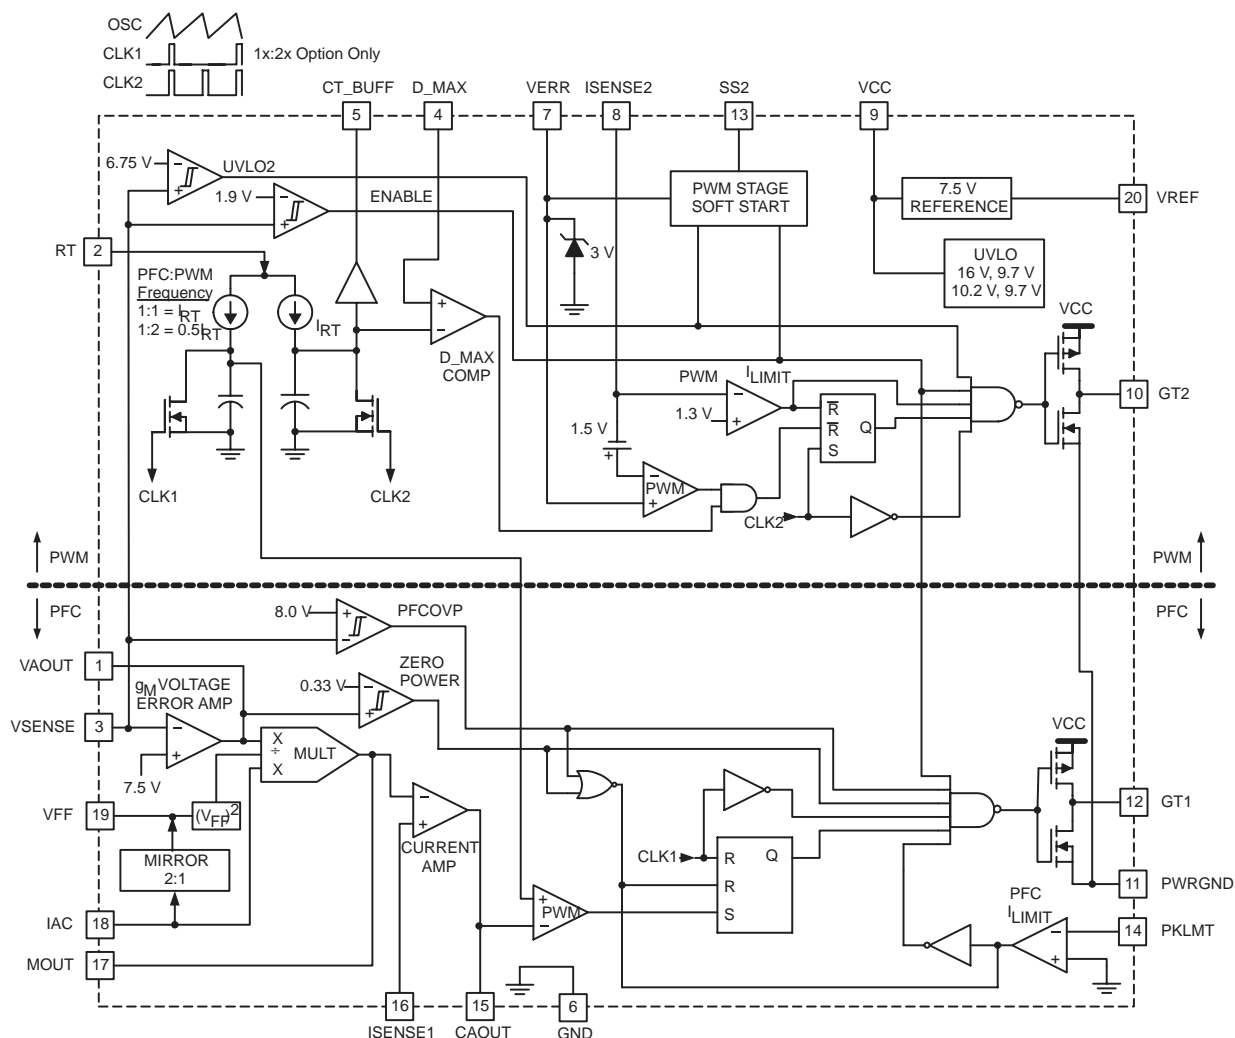 OSC
CLK1
1x:2x Option Only
CLK2
CT_BUFF
D_MAX
VERR
ISENSE2
SS2
VCC
5
4
7
8
13
9
6.75 V
UVLO2
1.9 V
ENABLE
PWM STAGE
SOFT START
7.5 V
REFERENCE
20
VREF
RT
2
3 V
UVLO
16 V, 9.7 V
10.2 V, 9.7 V
PFC:PWM
Frequency
1:1 = IRT
1:2 = 0.5IRT
IRT
D_MAX
COMP
VCC
PWM
ILIMIT
1.3 V
1.5 V
R
R
S
Q
10
GT2
PWM
CLK1
CLK2
CLK2
PWM
PWM
PFC
PFC
8.0 V
PFCOVP
VAOUT
1
ZERO
POWER
0.33 V
gM VOLTAGE
ERROR AMP
VSENSE
3
7.5 V
X
÷
X
MULT
VCC
VFF
19
(VFF)2
CURRENT
AMP
12
GT1
MIRROR
2:1
CLK1
R
Q
R
S
PWM
11
PWRGND
IAC
18
PFC
ILIMIT
14
PKLMT
MOUT
17
16
15
6
ISENSE1
CAOUT
GND